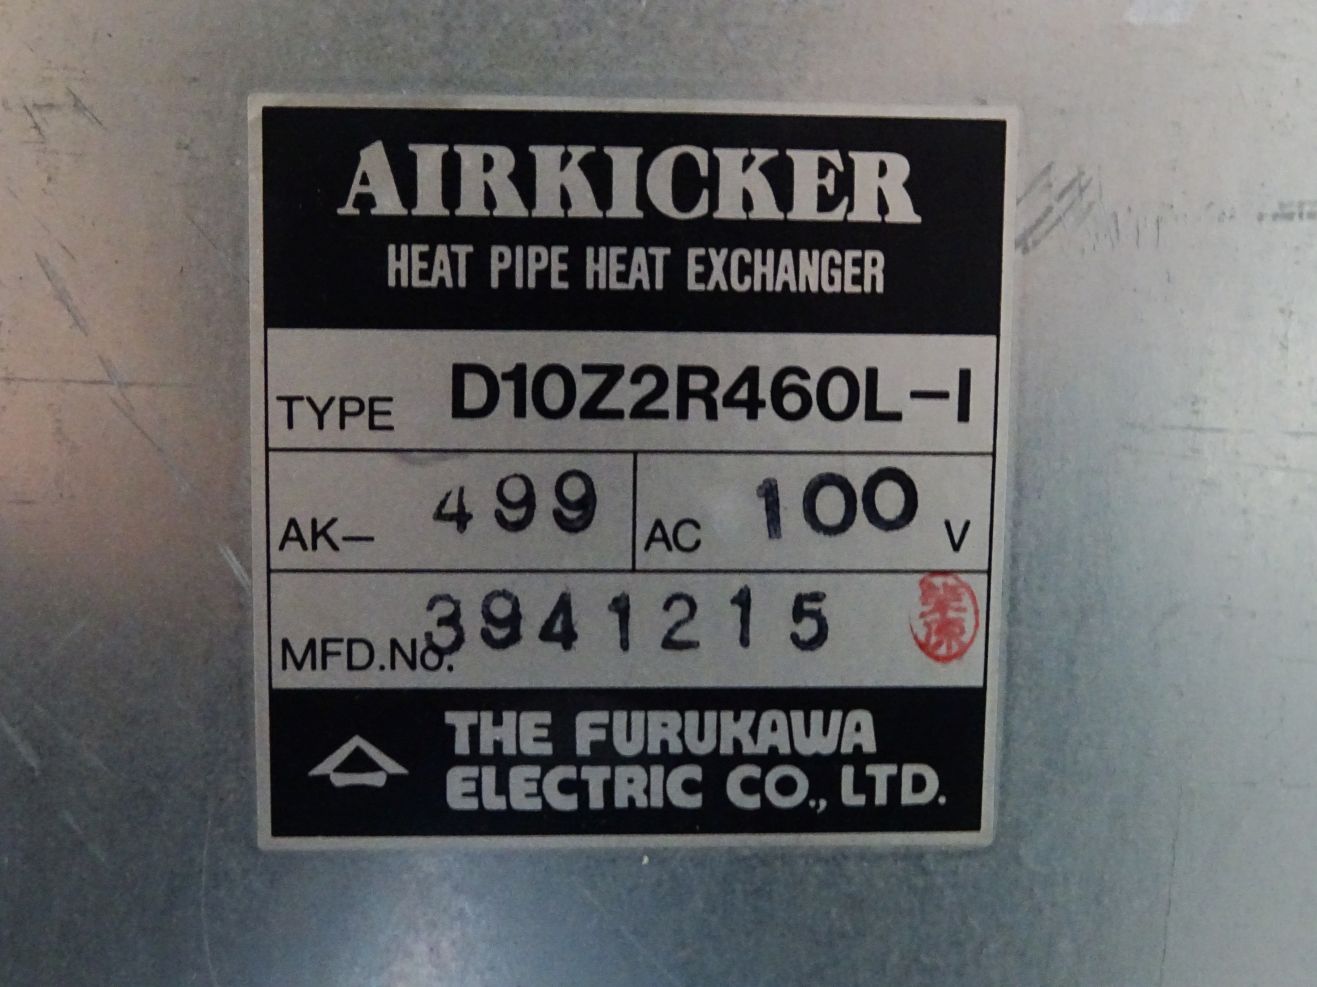 AIRKICKER
HEAT PIPE HEAT EXCHANGER
TYPE D10Z2R460L-I
AK- 499 AC 100 V
MFD.No. 3941215
THE FURUKAWA
ELECTRIC CO., LTD.